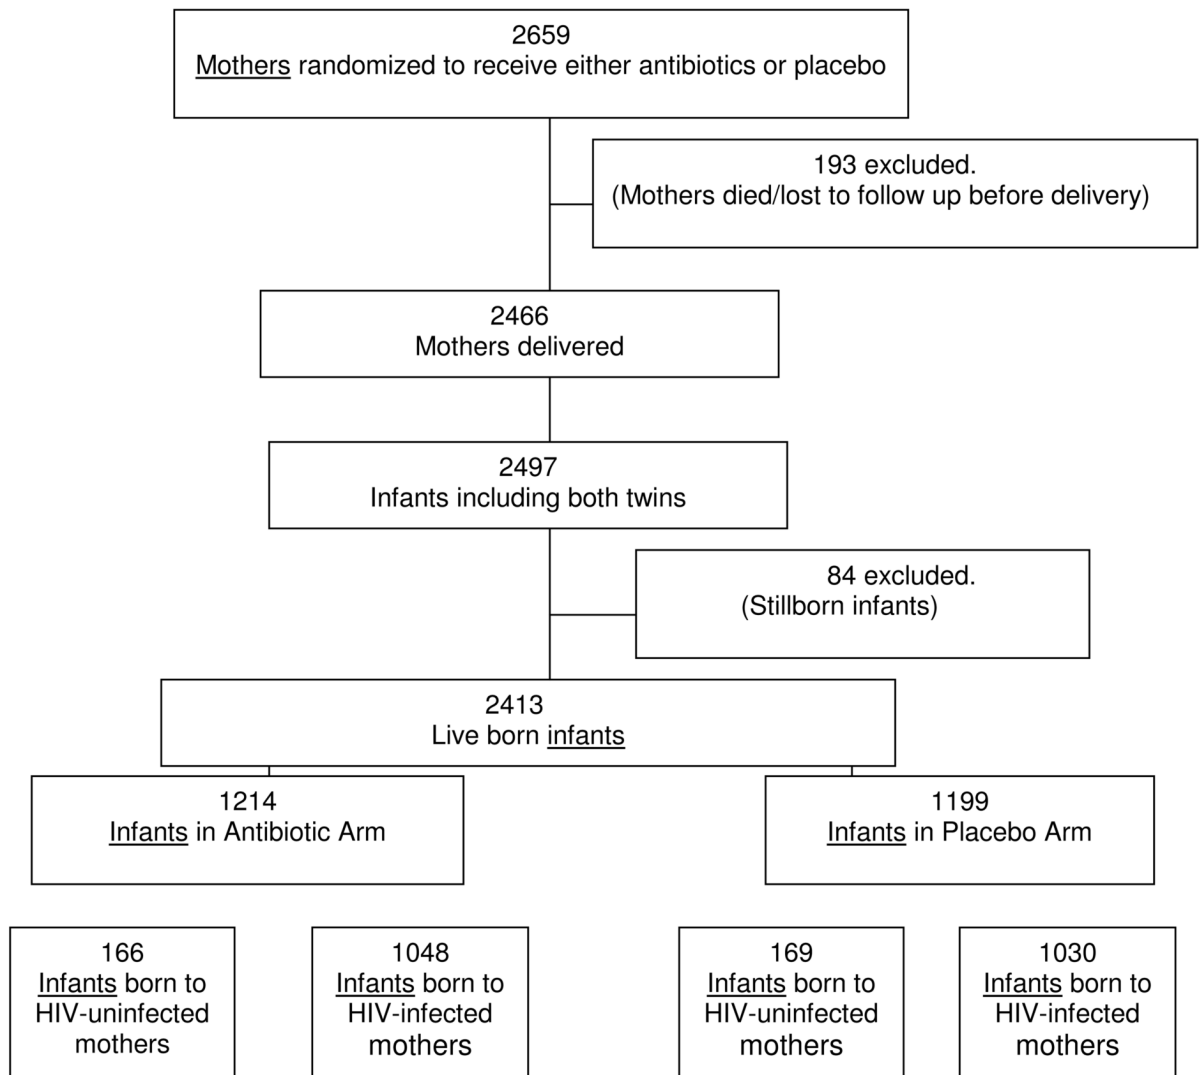 2659
Mothers randomized to receive either antibiotics or placebo
193 excluded.
(Mothers died/lost to follow up before delivery)
2466
Mothers delivered
2497
Infants including both twins
84 excluded.
(Stillborn infants)
2413
Live born infants
1214
Infants in Antibiotic Arm
1199
Infants in Placebo Arm
166
Infants born to
HIV-uninfected
mothers
1048
Infants born to
HIV-infected
mothers
169
Infants born to
HIV-uninfected
mothers
1030
Infants born to
HIV-infected
mothers